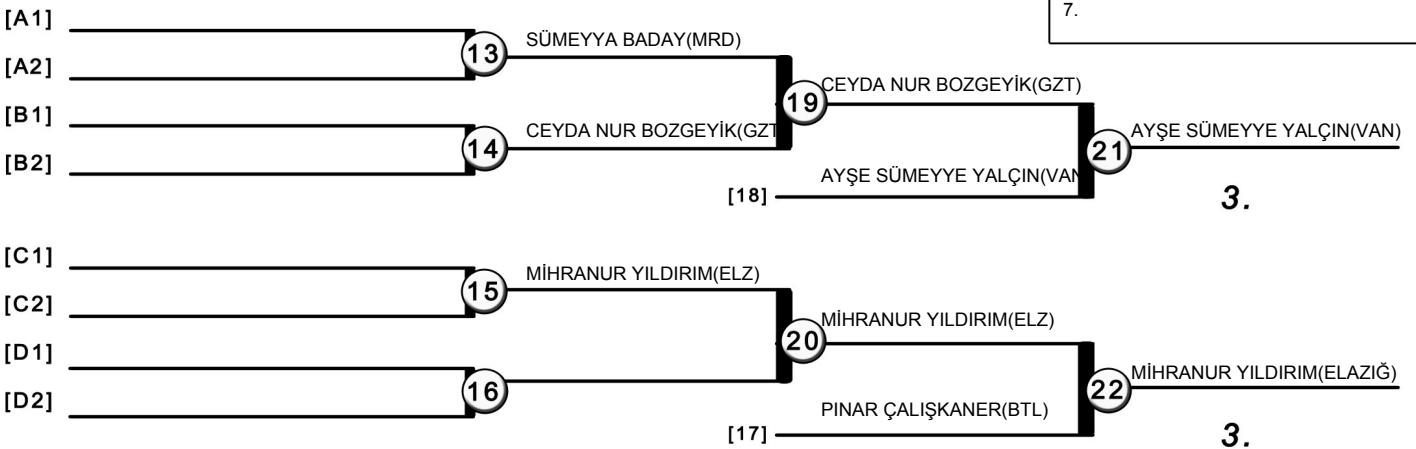 7.
[A1]
[A2]
[B1]
[B2]
13
SÜMEYYA BADAY(MRD)
14
CEYDA NUR BOZGEYİK(GZT
19
CEYDA NUR BOZGEYİK(GZT)
[18]
AYŞE SÜMEYYE YALÇIN(VAN
21
AYŞE SÜMEYYE YALÇIN(VAN)
3.
[C1]
[C2]
[D1]
[D2]
15
MİHRANUR YILDIRIM(ELZ)
16
20
MİHRANUR YILDIRIM(ELZ)
[17]
PINAR ÇALIŞKANER(BTL)
22
MİHRANUR YILDIRIM(ELAZIĞ)
3.